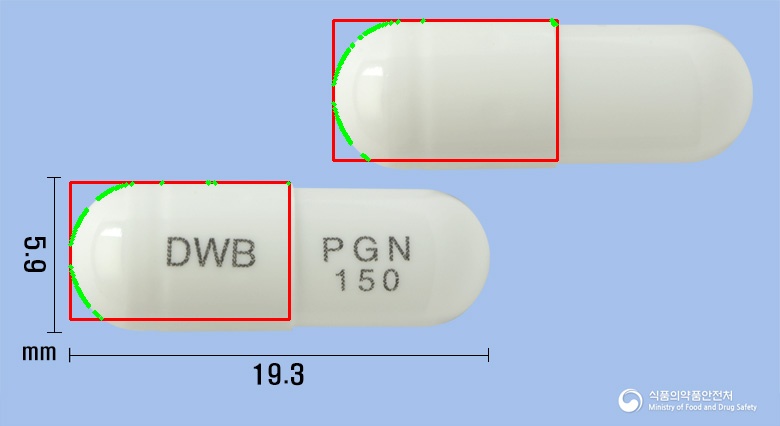 DWB
PGN
150
5.9
mm
19.3
식품의약품안전처
Ministry of Food and Drug Safety